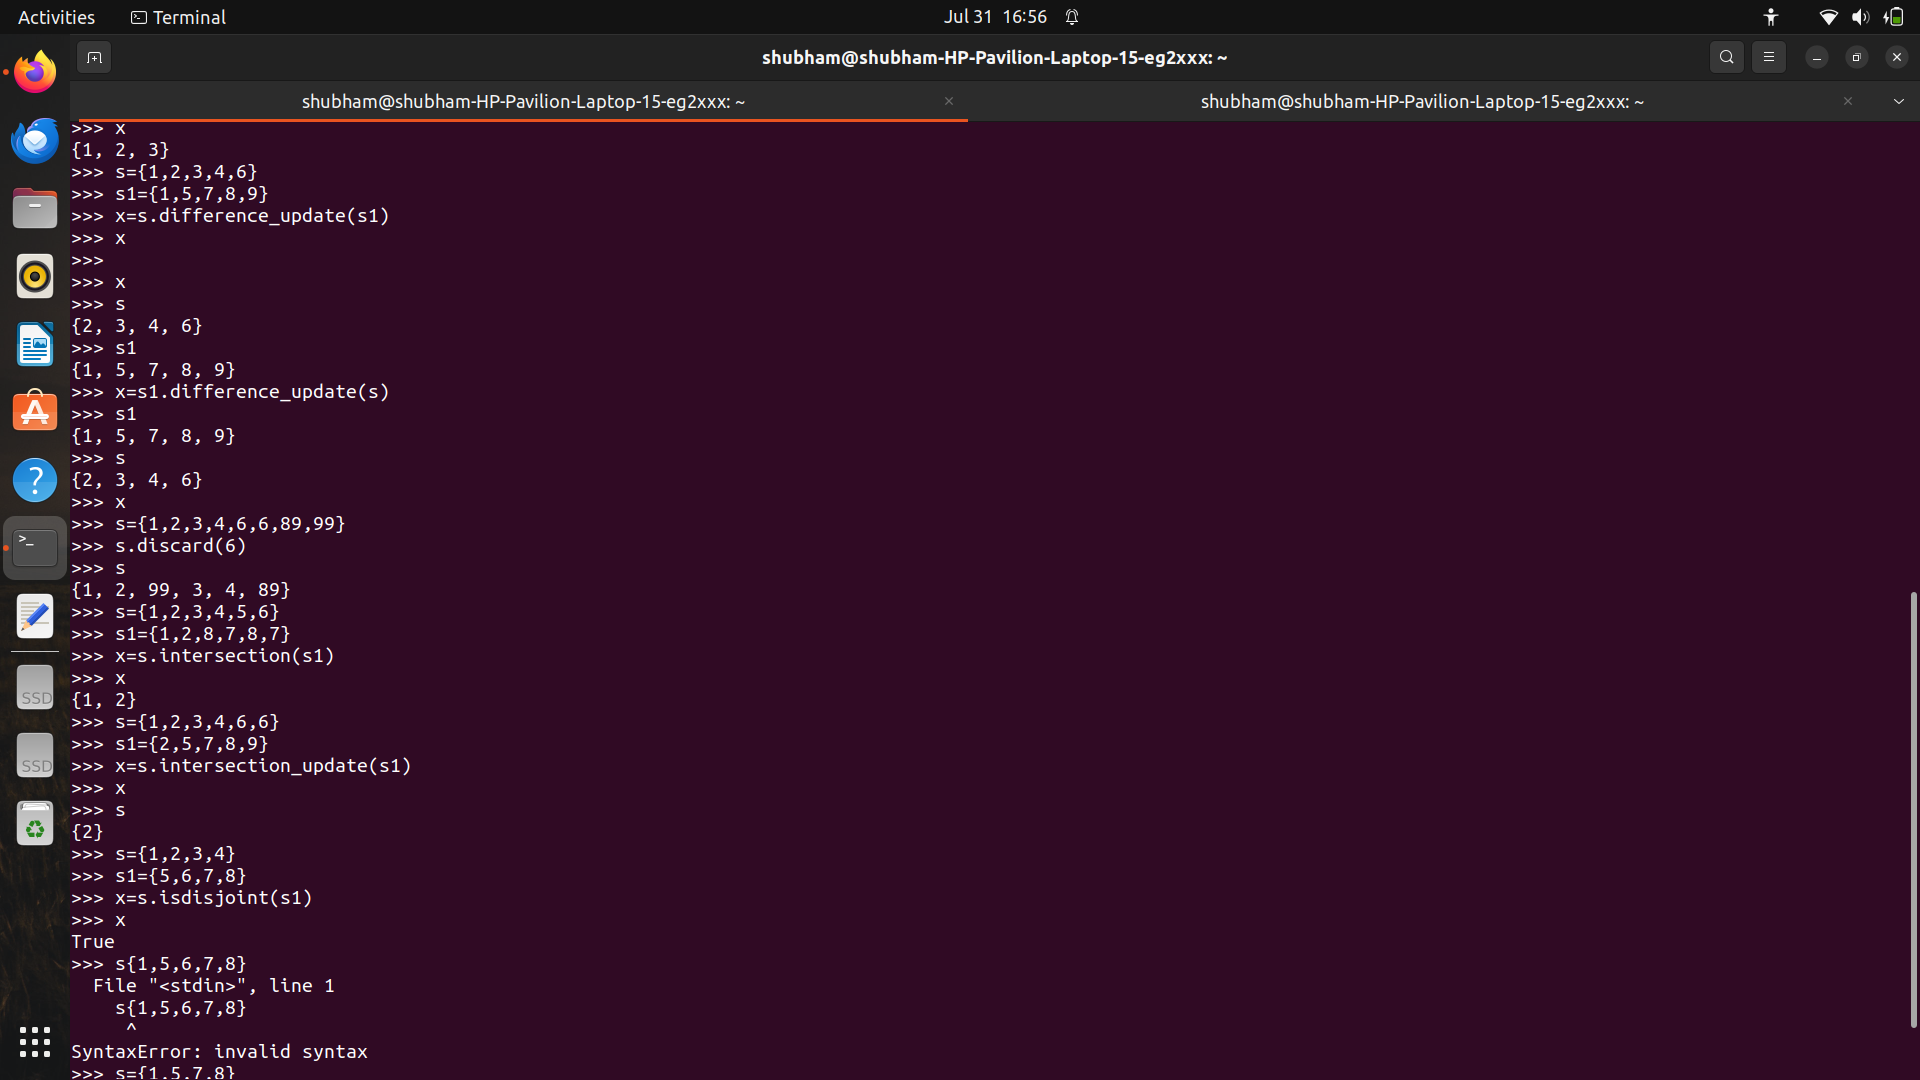 Activities
Terminal
Jul 31 16:56
shubham@shubham-HP-Pavilion-Laptop-15-eg2xxx: ~
shubham@shubham-HP-Pavilion-Laptop-15-eg2xxx: ~
shubham@shubham-HP-Pavilion-Laptop-15-eg2xxx: ~
>>> x
{1, 2, 3}
>>> s={1,2,3,4,6}
>>> s1={1,5,7,8,9}
>>> x=s.difference_update(s1)
>>> x
>>>
>>> x
>>> s
{2, 3, 4, 6}
>>> s1
{1, 5, 7, 8, 9}
>>> x=s1.difference_update(s)
>>> s1
{1, 5, 7, 8, 9}
>>> s
{2, 3, 4, 6}
>>> x
>>> s={1,2,3,4,6,6,89,99}
>>> s.discard(6)
>>> s
{1, 2, 99, 3, 4, 89}
>>> s={1,2,3,4,5,6}
>>> s1={1,2,8,7,8,7}
>>> x=s.intersection(s1)
>>> x
{1, 2}
>>> s={1,2,3,4,6,6}
>>> s1={2,5,7,8,9}
>>> x=s.intersection_update(s1)
>>> x
>>> s
{2}
>>> s={1,2,3,4}
>>> s1={5,6,7,8}
>>> x=s.isdisjoint(s1)
>>> x
True
>>> s{1,5,6,7,8}
  File "<stdin>", line 1
    s{1,5,6,7,8}
     ^
SyntaxError: invalid syntax
>>> s={1,5,7,8}
SSD
SSD